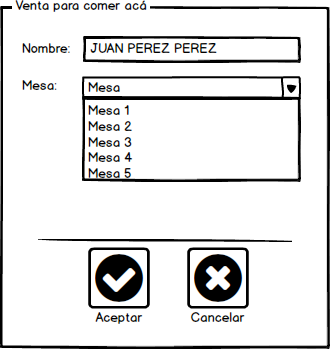 Venta para comer acá
Nombre: JUAN PEREZ PEREZ
Mesa: Mesa
Mesa 1
Mesa 2
Mesa 3
Mesa 4
Mesa 5
Aceptar Cancelar